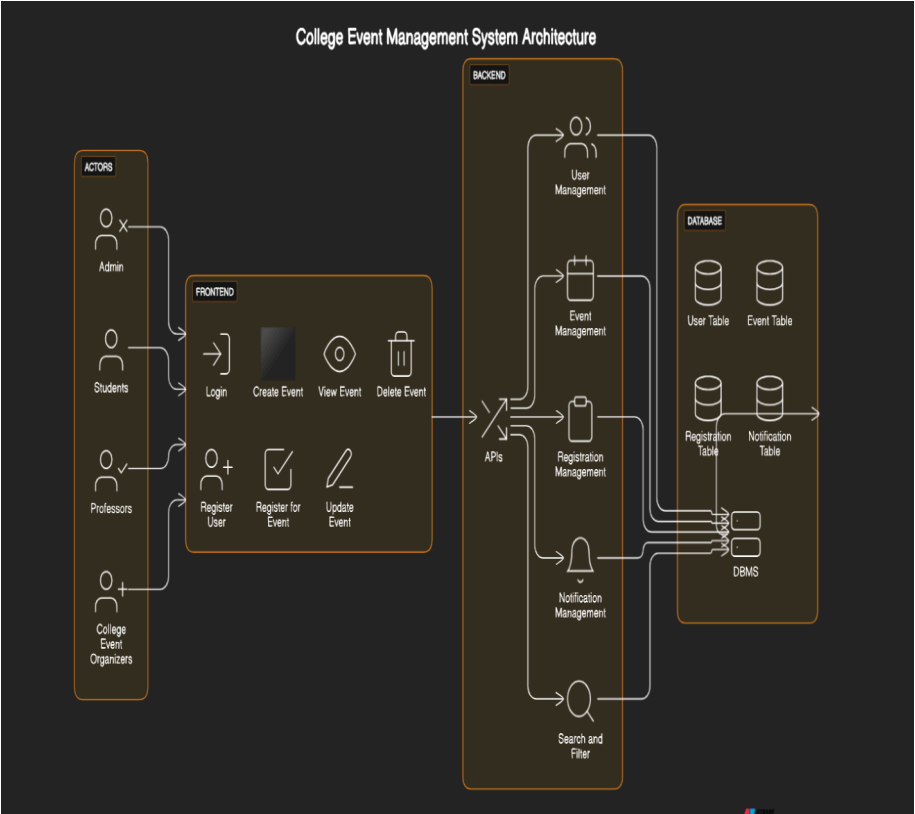 College Event Management System Architecture
BACKEND
ACTORS
Admin
Students
Professors
College
Event
Organizers
FRONTEND
Login
Create Event
View Event
Delete Event
Register
User
Register for
Event
Update
Event
APIs
User
Management
Event
Management
Registration
Management
Notification
Management
Search and
Filter
DATABASE
User Table
Event Table
Registration
Table
Notification
Table
DBMS